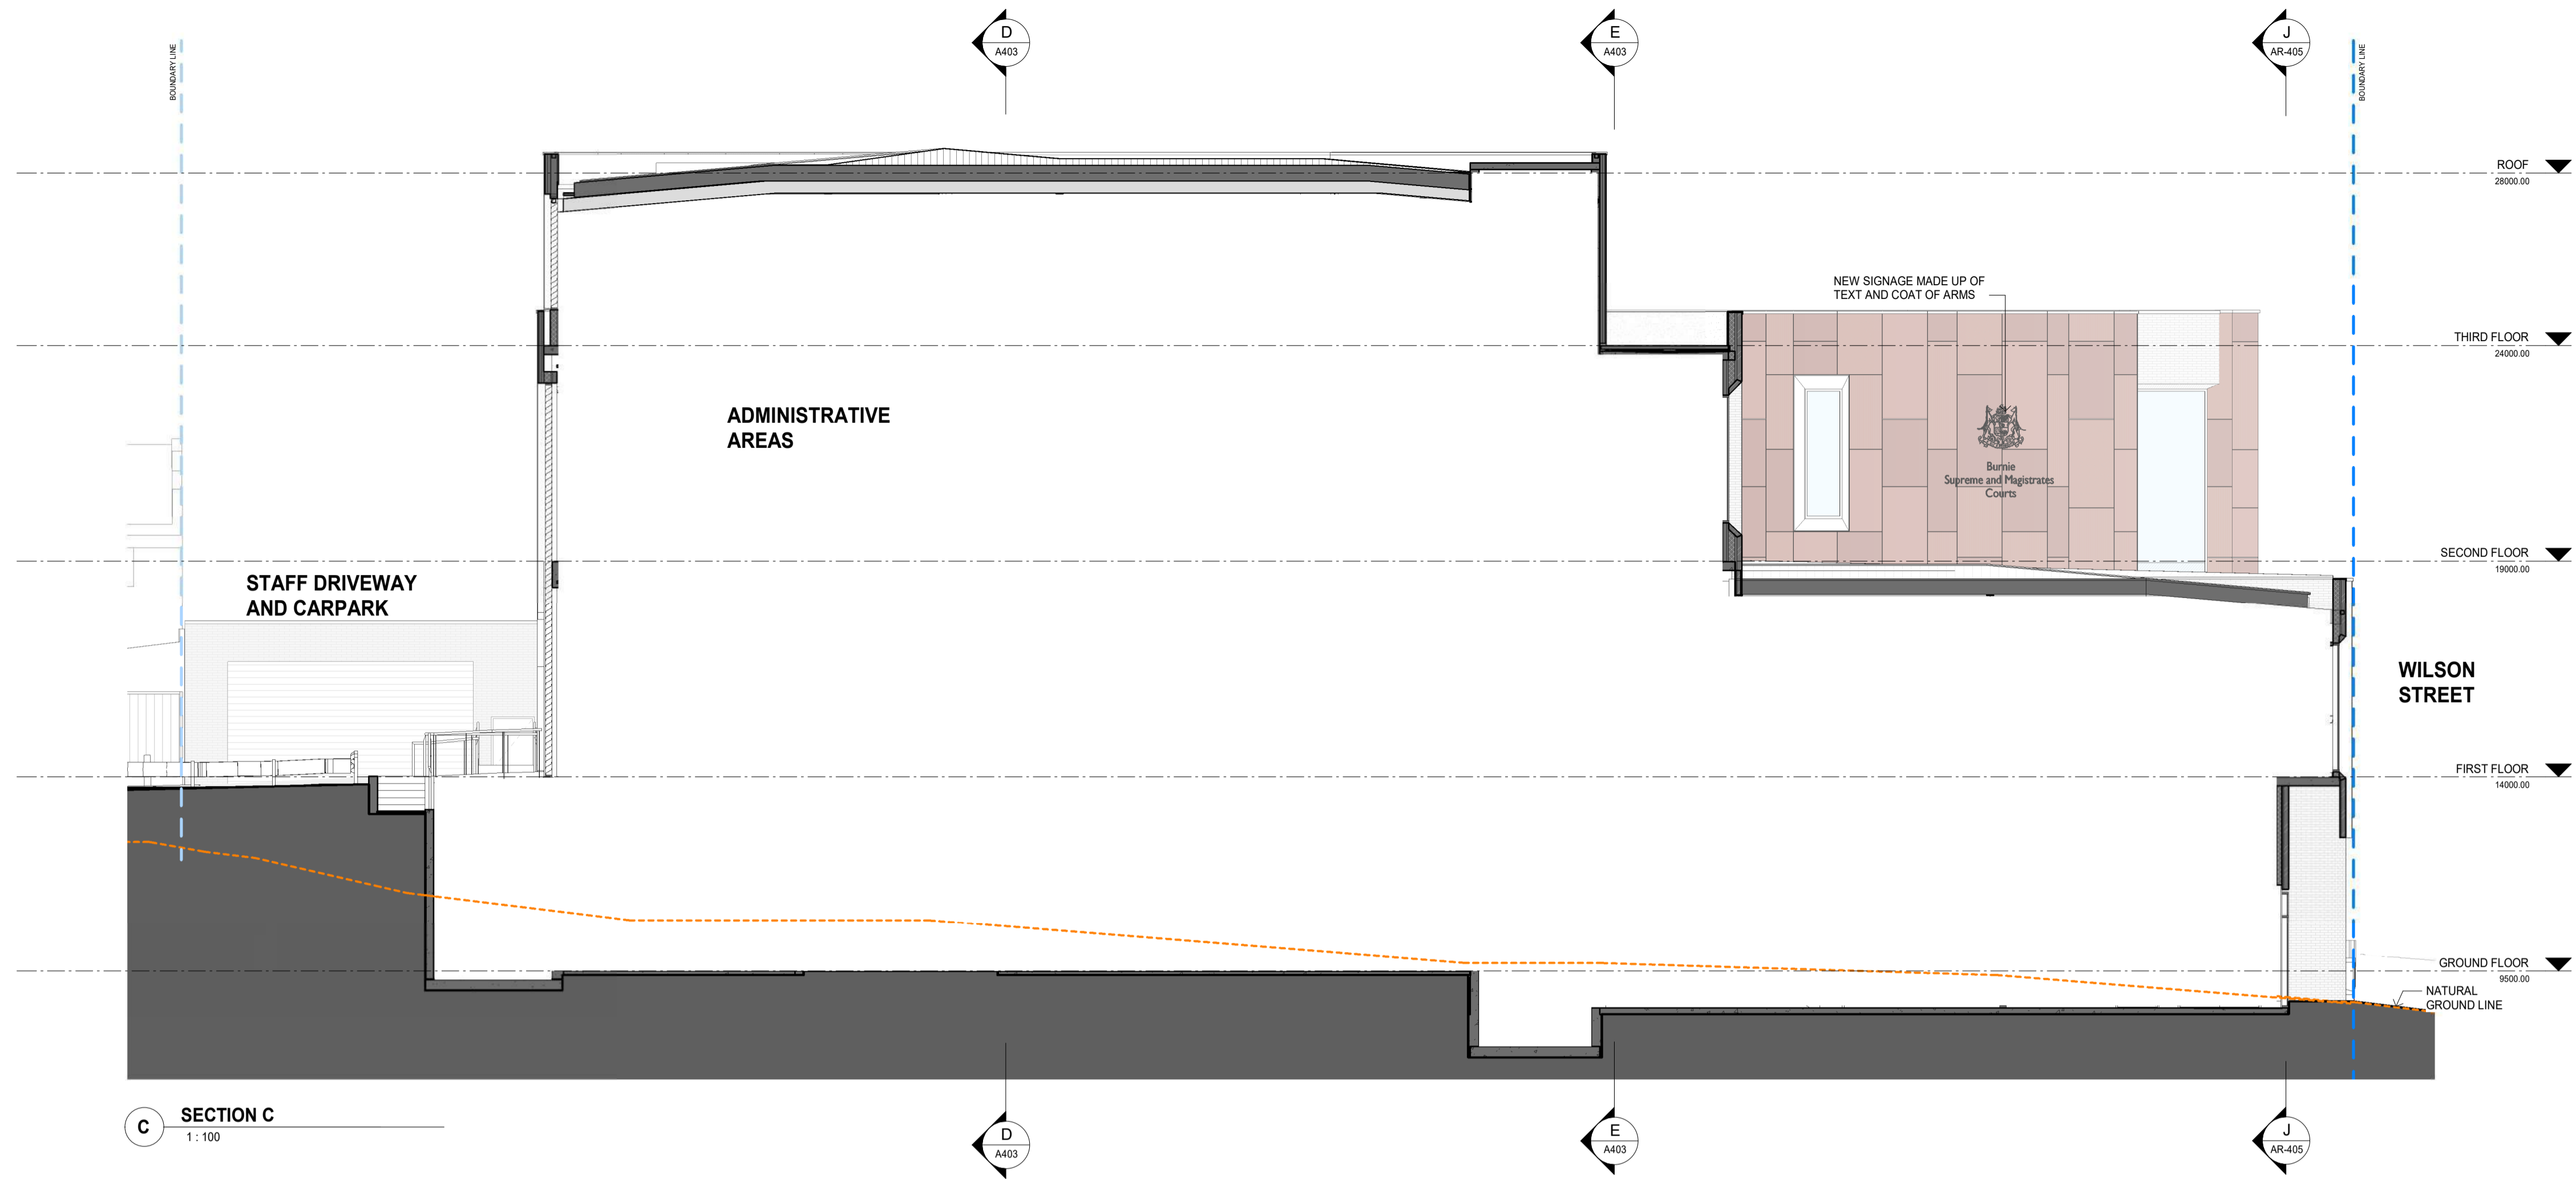 D
A403
E
A403
J
AR-405
BOUNDARY LINE
BOUNDARY LINE
ROOF
28000.00
NEW SIGNAGE MADE UP OF
TEXT AND COAT OF ARMS
THIRD FLOOR
24000.00
ADMINISTRATIVE
AREAS
Burnie
Supreme and Magistrates
Courts
SECOND FLOOR
19000.00
STAFF DRIVEWAY
AND CARPARK
WILSON
STREET
FIRST FLOOR
14000.00
GROUND FLOOR
9500.00
NATURAL
GROUND LINE
C
SECTION C
1 : 100
D
A403
E
A403
J
AR-405